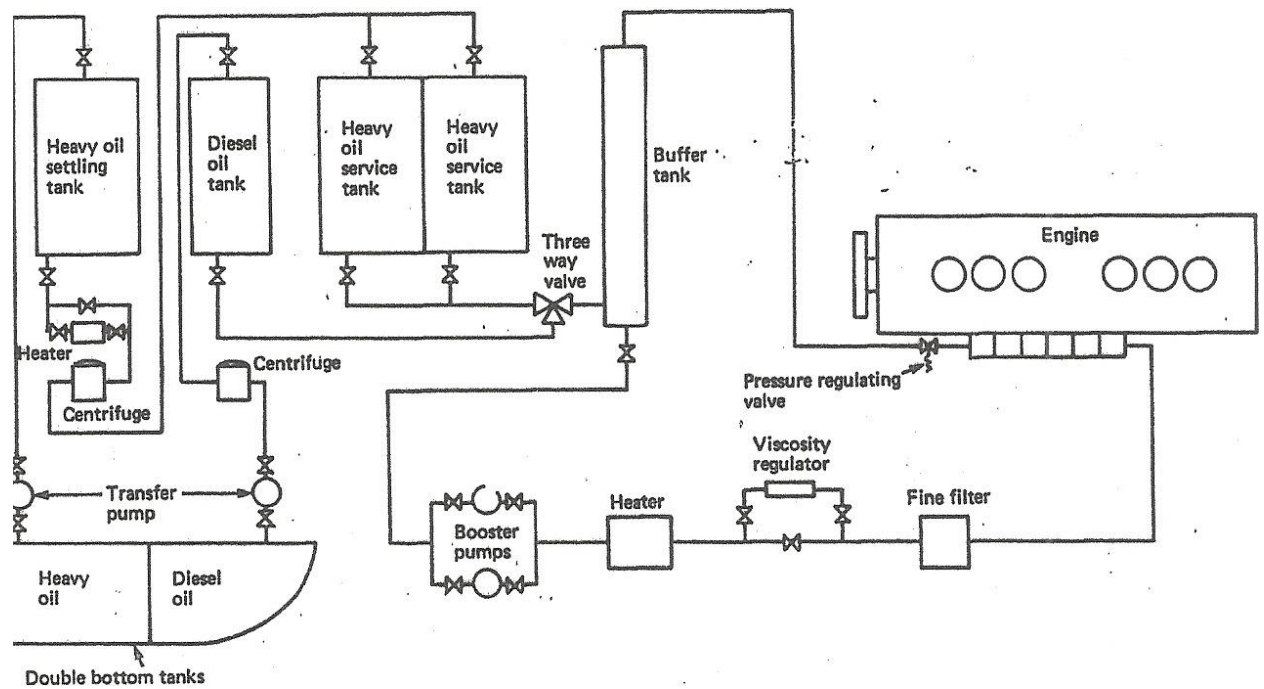 Heavy oil
settling
tank
Diesel
oil
tank
Heavy
oil
service
tank
Heavy
oil
service
tank
Buffer
tank
Three
way
valve
Engine
Heater
Centrifuge
Centrifuge
Pressure regulating
valve
Viscosity
regulator
Transfer
pump
Booster
pumps
Heater
Fine filter
Heavy
oil
Diesel
oil
Double bottom tanks